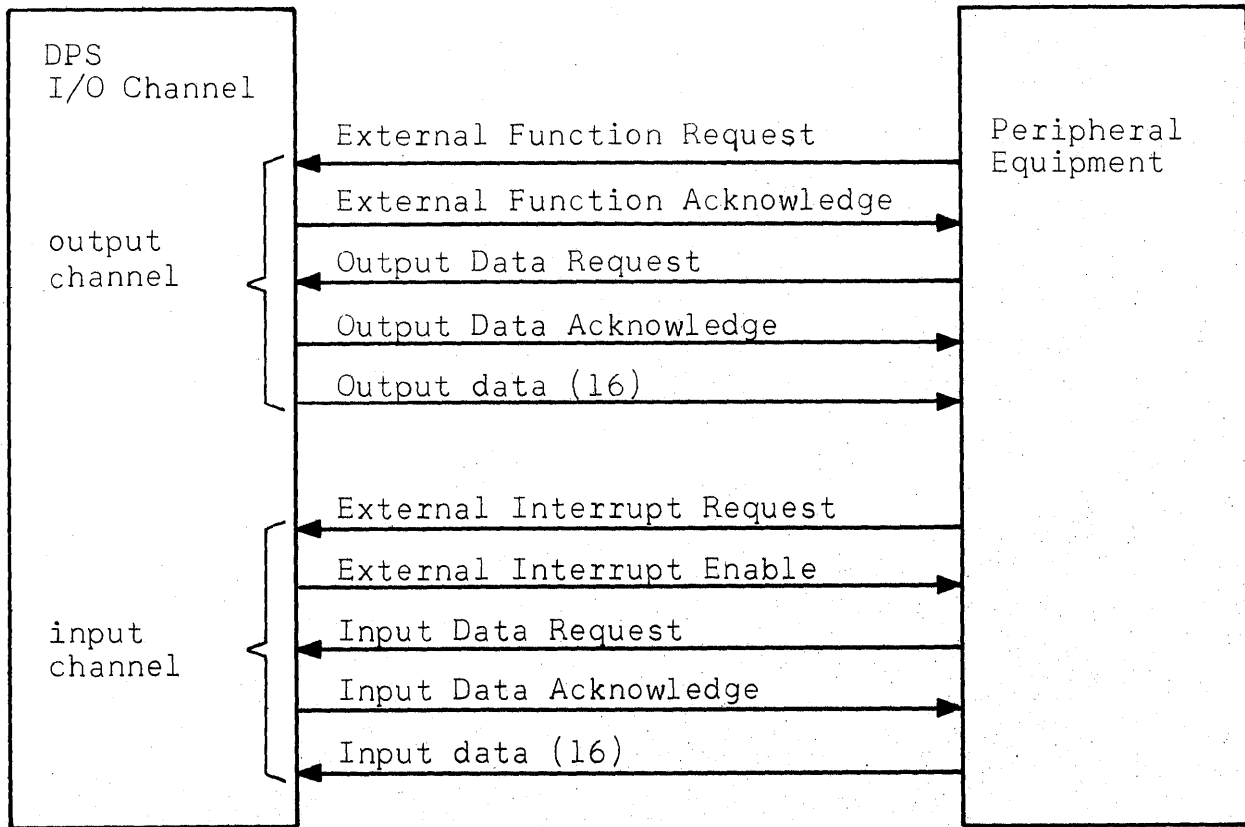 DPS
I/O Channel
External Function Request
Peripheral
Equipment
External Function Acknowledge
output
channel
Output Data Request
Output Data Acknowledge
Output data (16)
External Interrupt Request
External Interrupt Enable
input
channel
Input Data Request
Input Data Acknowledge
Input data (16)